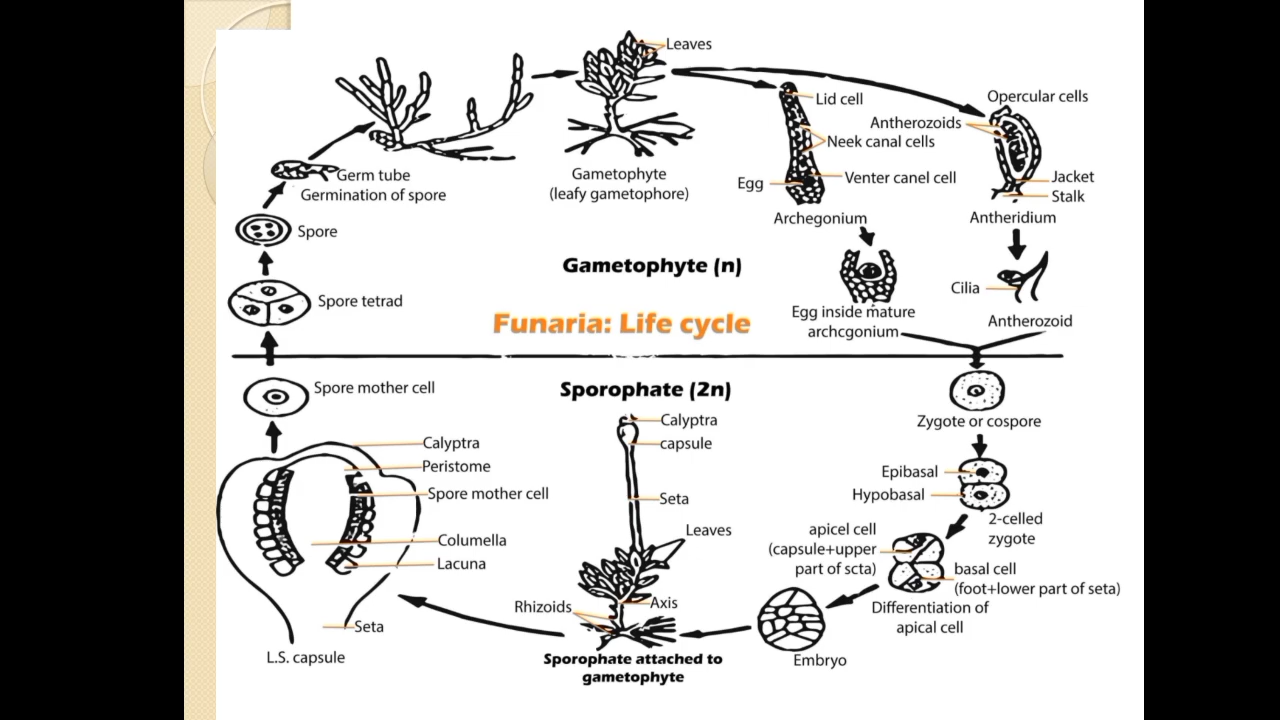 Leaves
Lid cell
Opercular cells
Antherozoids
Neek canal cells
Germ tube
Germination of spore
Gametophyte
(leafy gametophore)
Egg
Venter canel cell
Jacket
Stalk
Archegonium
Antheridium
Spore
Gametophyte (n)
Cilia
Spore tetrad
Egg inside mature
archcgonium
Antherozoid
Funaria: Life cycle
Sporophate (2n)
Spore mother cell
Zygote or cospore
Calyptra
capsule
Calyptra
Peristome
Spore mother cell
Columella
Lacuna
Seta
L.S. capsule
Seta
Leaves
Rhizoids
Axis
Sporophate attached to
gametophyte
Epibasal
Hypobasal
2-celled
zygote
apicel cell
(capsule+upper
part of scta)
basal cell
(foot+lower part of seta)
Differentiation of
apical cell
Embryo